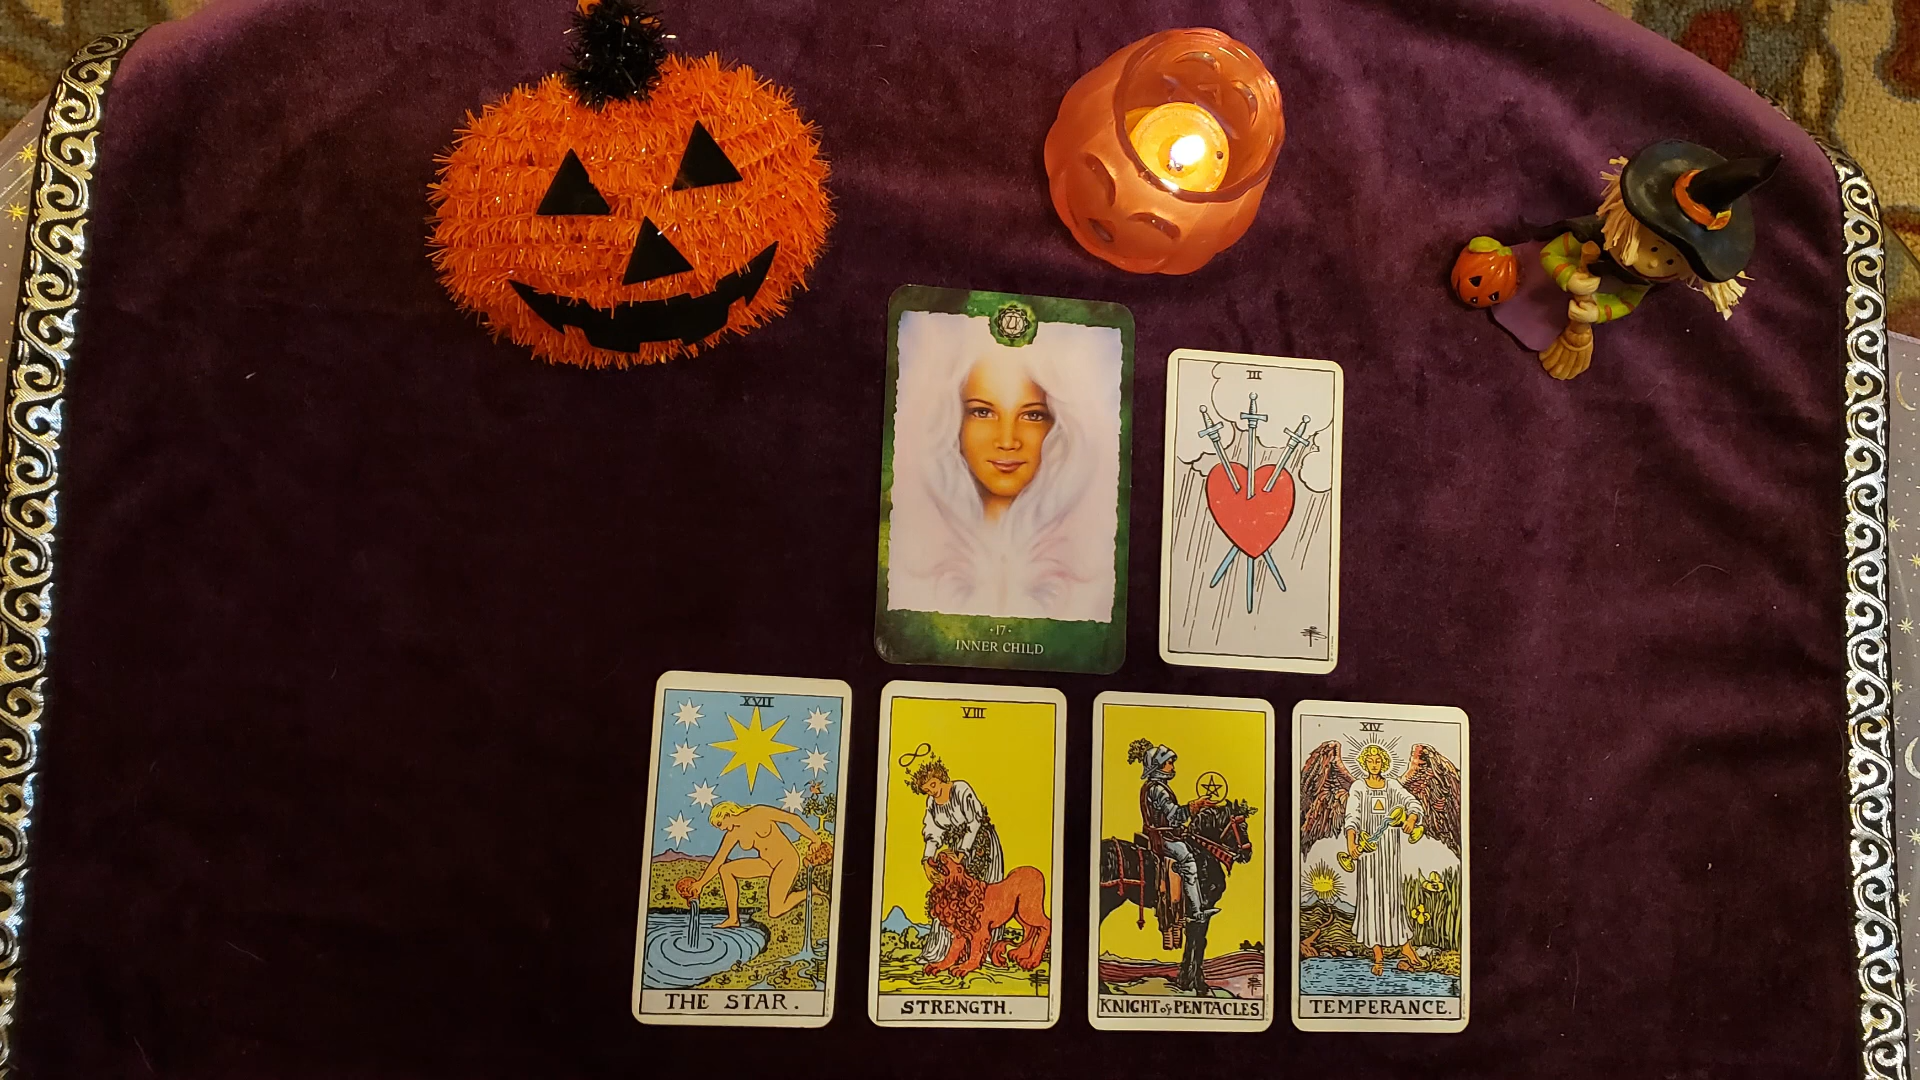 ·17·
INNER CHILD
III
XVII
THE STAR.
VIII
STRENGTH.
KNIGHT of PENTACLES.
XIV
TEMPERANCE.